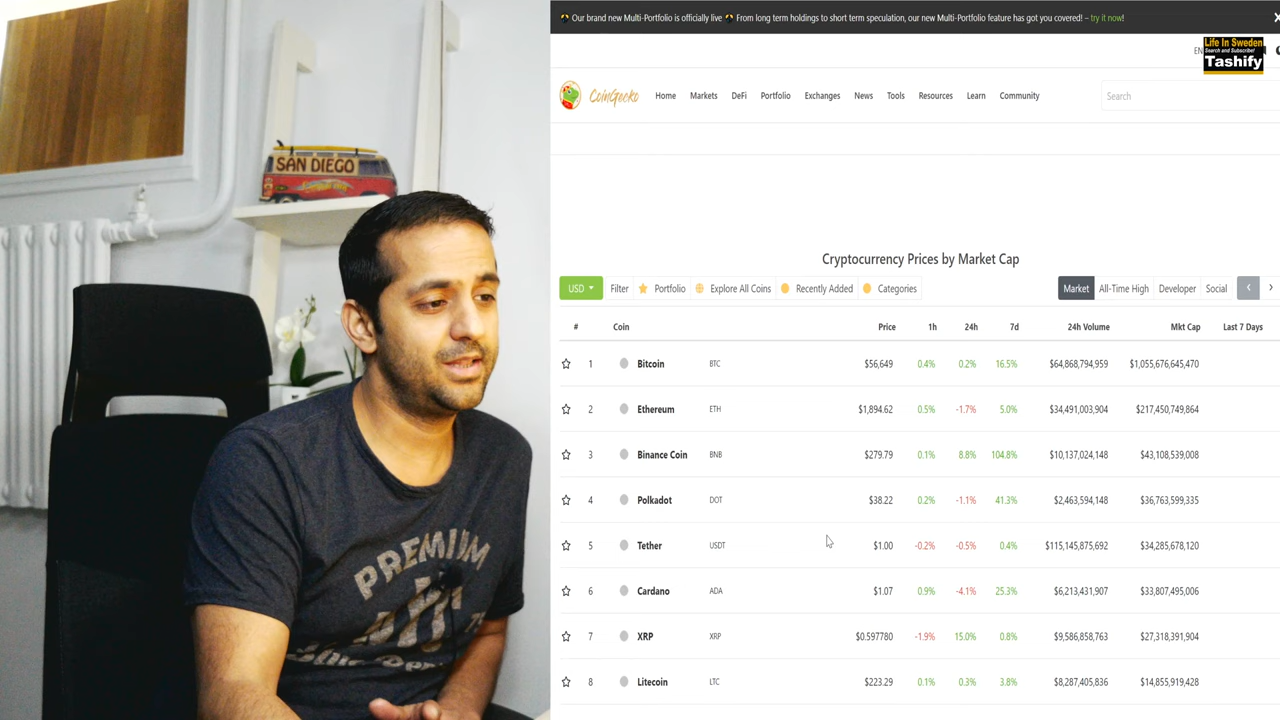 Our brand new Multi-Portfolio is officially live From long term holdings to short term speculation, our new Multi-Portfolio feature has got you covered! – try it now!
EN
Life In Sweden
Search and Subscribe!
Tashify
CoinGecko Home Markets DeFi Portfolio Exchanges News Tools Resources Learn Community Search
SAN DIEGO
Cryptocurrency Prices by Market Cap
USD Filter Portfolio Explore All Coins Recently Added Categories Market All-Time High Developer Social
# Coin Price 1h 24h 7d 24h Volume Mkt Cap Last 7 Days
1 Bitcoin BTC $56,649 0.4% 0.2% 16.5% $64,868,794,959 $1,055,676,645,470
2 Ethereum ETH $1,894.62 0.5% -1.7% 5.0% $34,491,003,904 $217,450,749,864
3 Binance Coin BNB $279.79 0.1% 8.8% 104.8% $10,137,024,148 $43,108,539,008
4 Polkadot DOT $38.22 0.2% -1.1% 41.3% $2,463,594,148 $36,763,599,335
5 Tether USDT $1.00 -0.2% -0.5% 0.4% $115,145,875,692 $34,285,678,120
6 Cardano ADA $1.07 0.9% -4.1% 25.3% $6,213,431,907 $33,807,495,006
7 XRP XRP $0.597780 -1.9% 15.0% 0.8% $9,586,858,763 $27,318,391,904
8 Litecoin LTC $223.29 0.1% 0.3% 3.8% $8,287,405,836 $14,855,919,428
PREMIUM